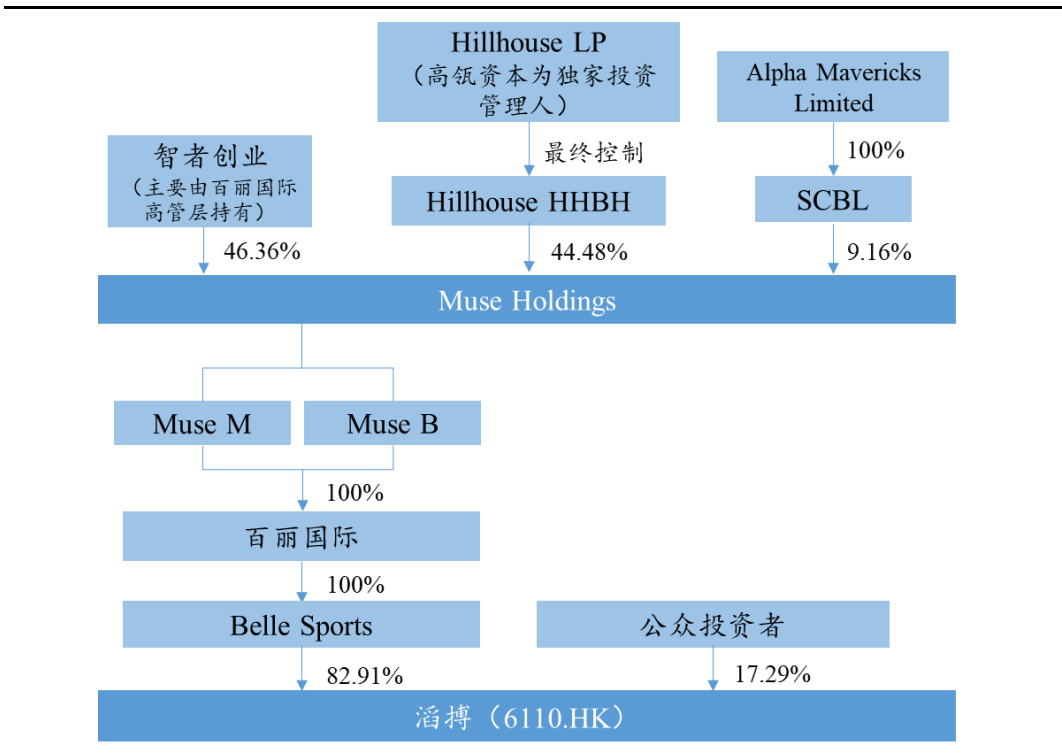 Hillhouse LP
（高瓴资本为独家投资
管理人）
Alpha Mavericks
Limited
智者创业
（主要由百丽国际
高管层持有）
最终控制
100%
Hillhouse HHBH
SCBL
46.36%
44.48%
9.16%
Muse Holdings
Muse M
Muse B
100%
百丽国际
100%
Belle Sports
公众投资者
82.91%
17.29%
滔搏（6110.HK）